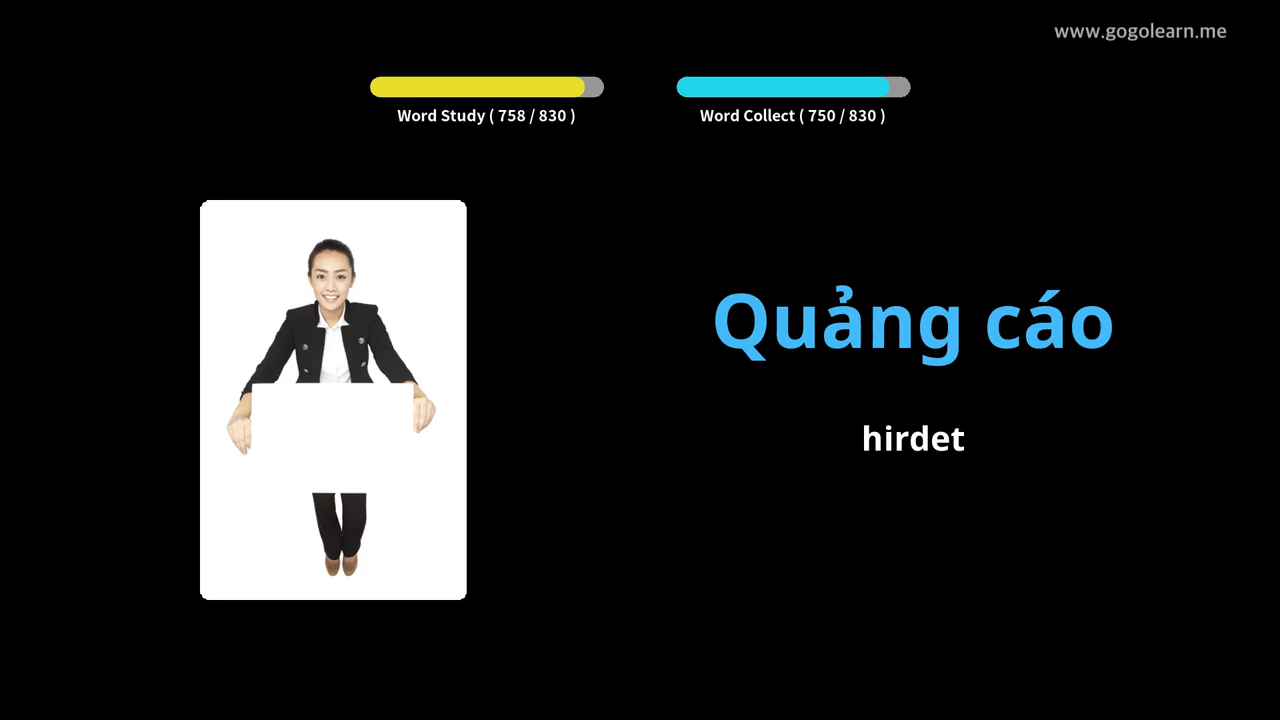 www.gogolearn.me
Word Study ( 758 / 830 )
Word Collect ( 750 / 830 )
Quảng cáo
hirdet